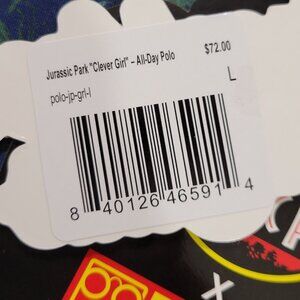 Jurassic Park "Clever Girl" – All-Day Polo
$72.00
polo-jp-grl-l
L
8 40126 46591 4
x